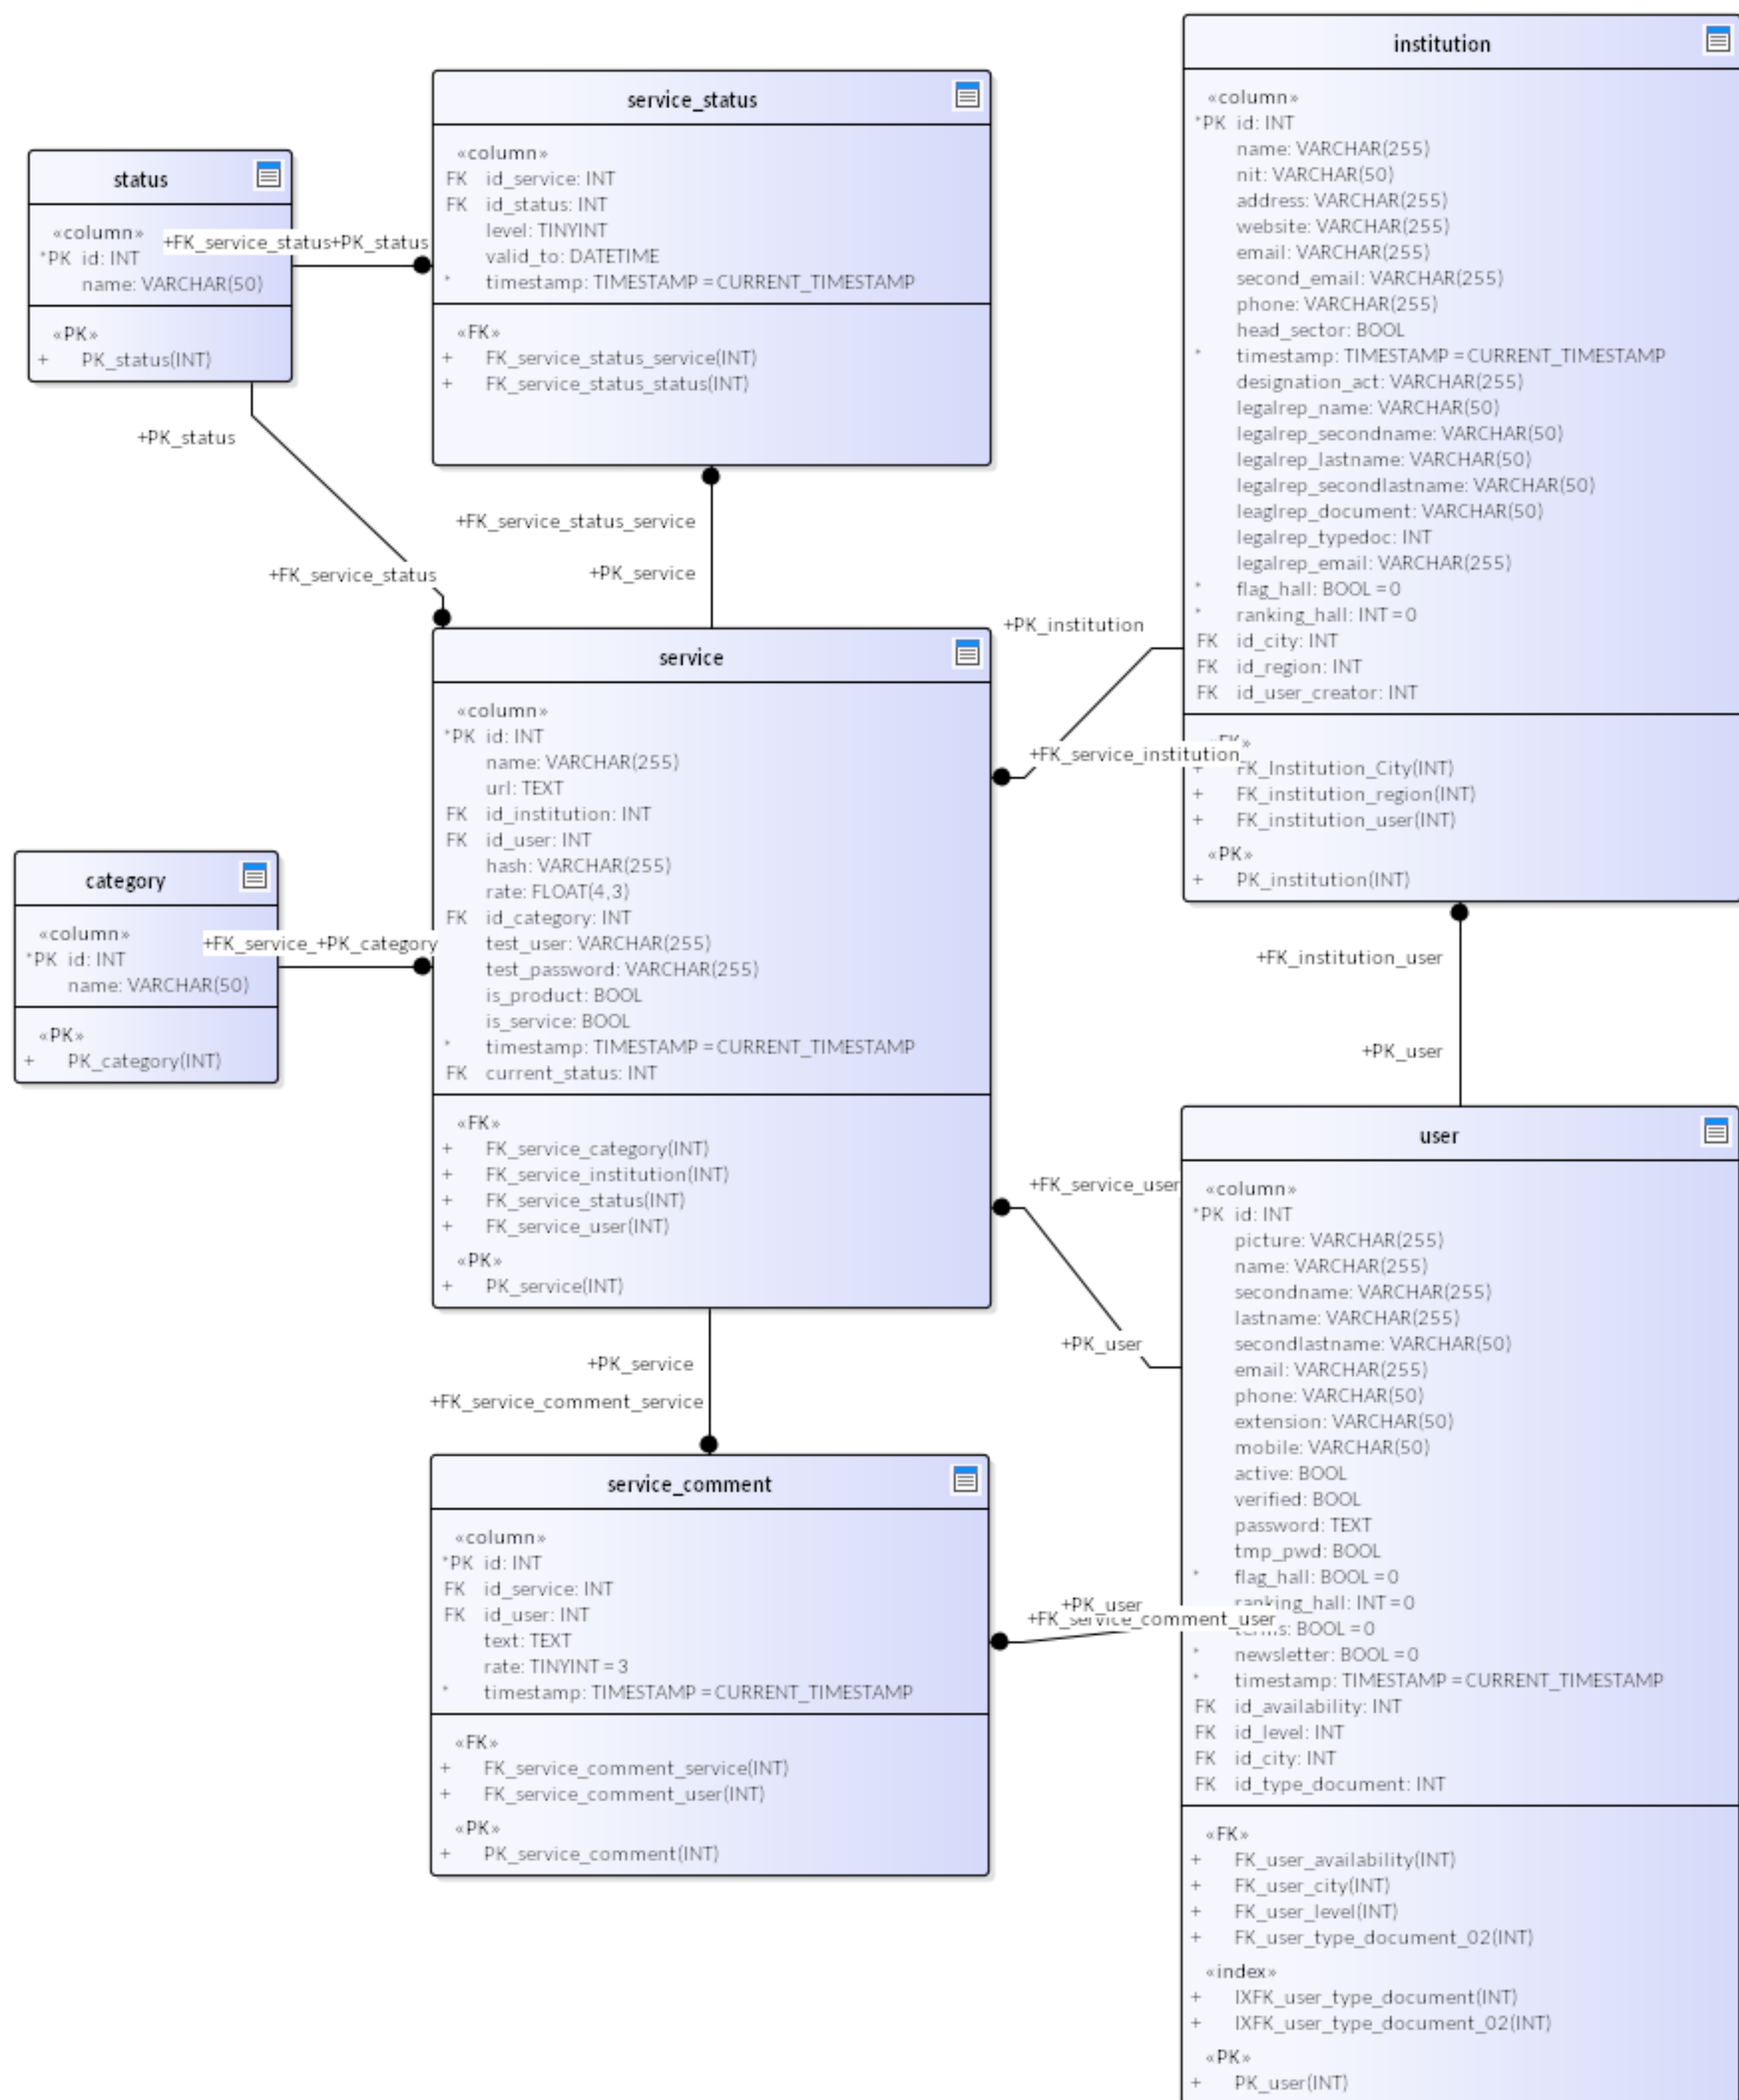 status
«column»
*PK id: INT
name: VARCHAR(50)
«PK»
+ PK_status(INT)
+FK_service_status+PK_status
service_status
«column»
FK id_service: INT
FK id_status: INT
level: TINYINT
valid_to: DATETIME
* timestamp: TIMESTAMP = CURRENT_TIMESTAMP
«FK»
+ FK_service_status_service(INT)
+ FK_service_status_status(INT)
+PK_status
+FK_service_status
+FK_service_status_service
+PK_service
institution
«column»
*PK id: INT
name: VARCHAR(255)
nit: VARCHAR(50)
address: VARCHAR(255)
website: VARCHAR(255)
email: VARCHAR(255)
second_email: VARCHAR(255)
phone: VARCHAR(255)
head_sector: BOOL
* timestamp: TIMESTAMP = CURRENT_TIMESTAMP
designation_act: VARCHAR(255)
legalrep_name: VARCHAR(50)
legalrep_secondname: VARCHAR(50)
legalrep_lastname: VARCHAR(50)
legalrep_secondlastname: VARCHAR(50)
leaglrep_document: VARCHAR(50)
legalrep_typedoc: INT
legalrep_email: VARCHAR(255)
* flag_hall: BOOL = 0
* ranking_hall: INT = 0
FK id_city: INT
FK id_region: INT
FK id_user_creator: INT
«FK»
+ FK_Institution_City(INT)
+ FK_institution_region(INT)
+ FK_institution_user(INT)
«PK»
+ PK_institution(INT)
+PK_institution
+FK_service_institution
service
«column»
*PK id: INT
name: VARCHAR(255)
url: TEXT
FK id_institution: INT
FK id_user: INT
hash: VARCHAR(255)
rate: FLOAT(4,3)
FK id_category: INT
test_user: VARCHAR(255)
test_password: VARCHAR(255)
is_product: BOOL
is_service: BOOL
* timestamp: TIMESTAMP = CURRENT_TIMESTAMP
FK current_status: INT
«FK»
+ FK_service_category(INT)
+ FK_service_institution(INT)
+ FK_service_status(INT)
+ FK_service_user(INT)
«PK»
+ PK_service(INT)
category
«column»
*PK id: INT
name: VARCHAR(50)
«PK»
+ PK_category(INT)
+FK_service_+PK_category
+FK_institution_user
+PK_user
+FK_service_user
+PK_user
+PK_service
+FK_service_comment_service
service_comment
«column»
*PK id: INT
FK id_service: INT
FK id_user: INT
text: TEXT
rate: TINYINT = 3
* timestamp: TIMESTAMP = CURRENT_TIMESTAMP
«FK»
+ FK_service_comment_service(INT)
+ FK_service_comment_user(INT)
«PK»
+ PK_service_comment(INT)
+PK_user
+FK_service_comment_user
user
«column»
*PK id: INT
picture: VARCHAR(255)
name: VARCHAR(255)
secondname: VARCHAR(255)
lastname: VARCHAR(255)
secondlastname: VARCHAR(50)
email: VARCHAR(255)
phone: VARCHAR(50)
extension: VARCHAR(50)
mobile: VARCHAR(50)
active: BOOL
verified: BOOL
password: TEXT
tmp_pwd: BOOL
* flag_hall: BOOL = 0
ranking_hall: INT = 0
terms: BOOL = 0
* newsletter: BOOL = 0
* timestamp: TIMESTAMP = CURRENT_TIMESTAMP
FK id_availability: INT
FK id_level: INT
FK id_city: INT
FK id_type_document: INT
«FK»
+ FK_user_availability(INT)
+ FK_user_city(INT)
+ FK_user_level(INT)
+ FK_user_type_document_02(INT)
«index»
+ IXFK_user_type_document(INT)
+ IXFK_user_type_document_02(INT)
«PK»
+ PK_user(INT)